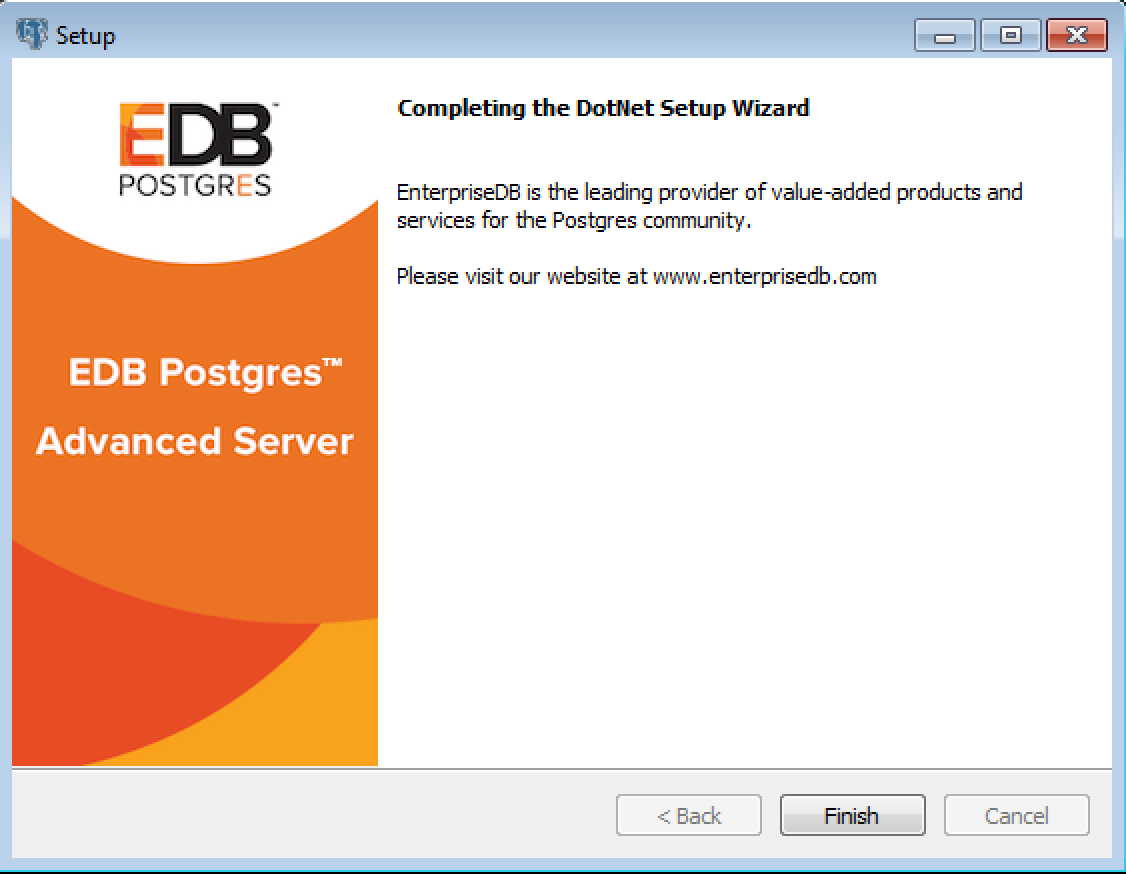 Setup
EDB™
POSTGRES
EDB Postgres™
Advanced Server
Completing the DotNet Setup Wizard
EnterpriseDB is the leading provider of value-added products and
services for the Postgres community.
Please visit our website at www.enterprisedb.com
< Back
Finish
Cancel